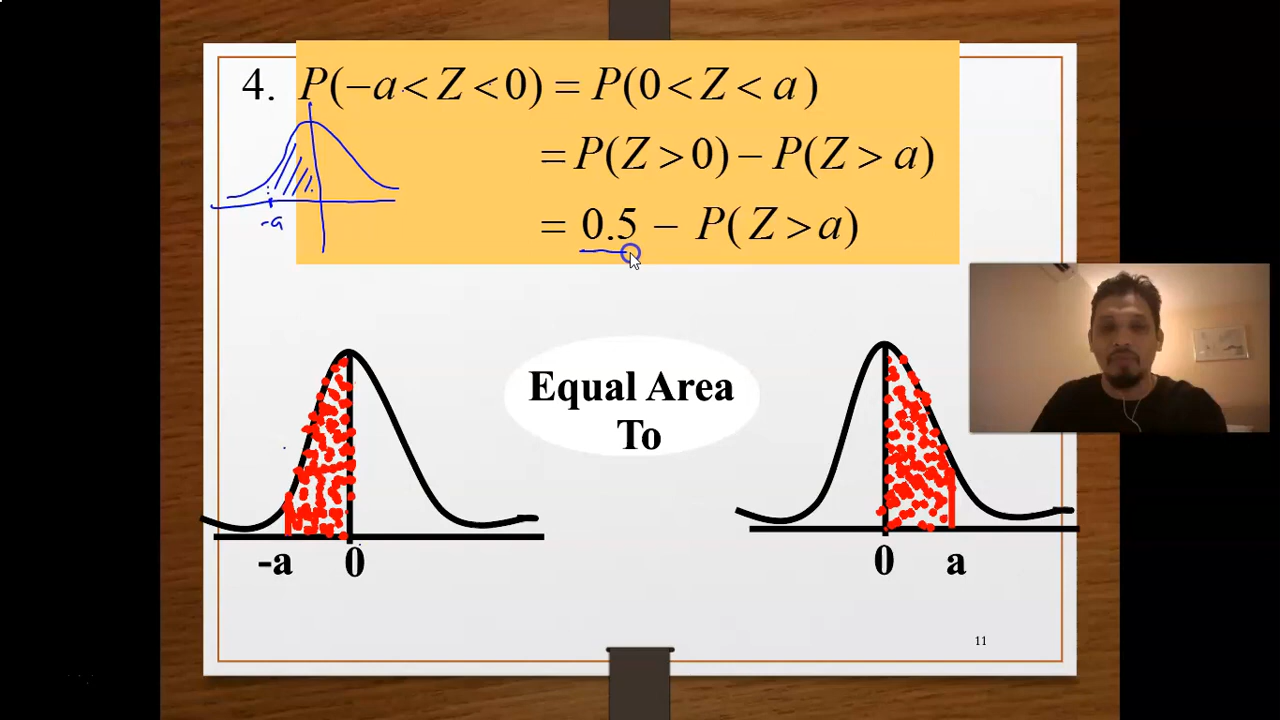 4. P(−a < Z < 0) = P(0 < Z < a)
= P(Z > 0) − P(Z > a)
= 0.5 − P(Z > a)
-a
Equal Area
To
-a 0
0 a
11